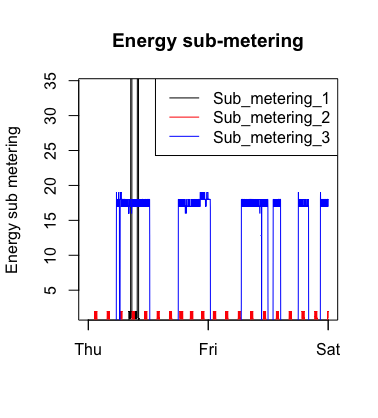 Energy sub-metering
Energy sub metering
35
30
25
20
15
10
5
Sub_metering_1
Sub_metering_2
Sub_metering_3
Thu Fri Sat